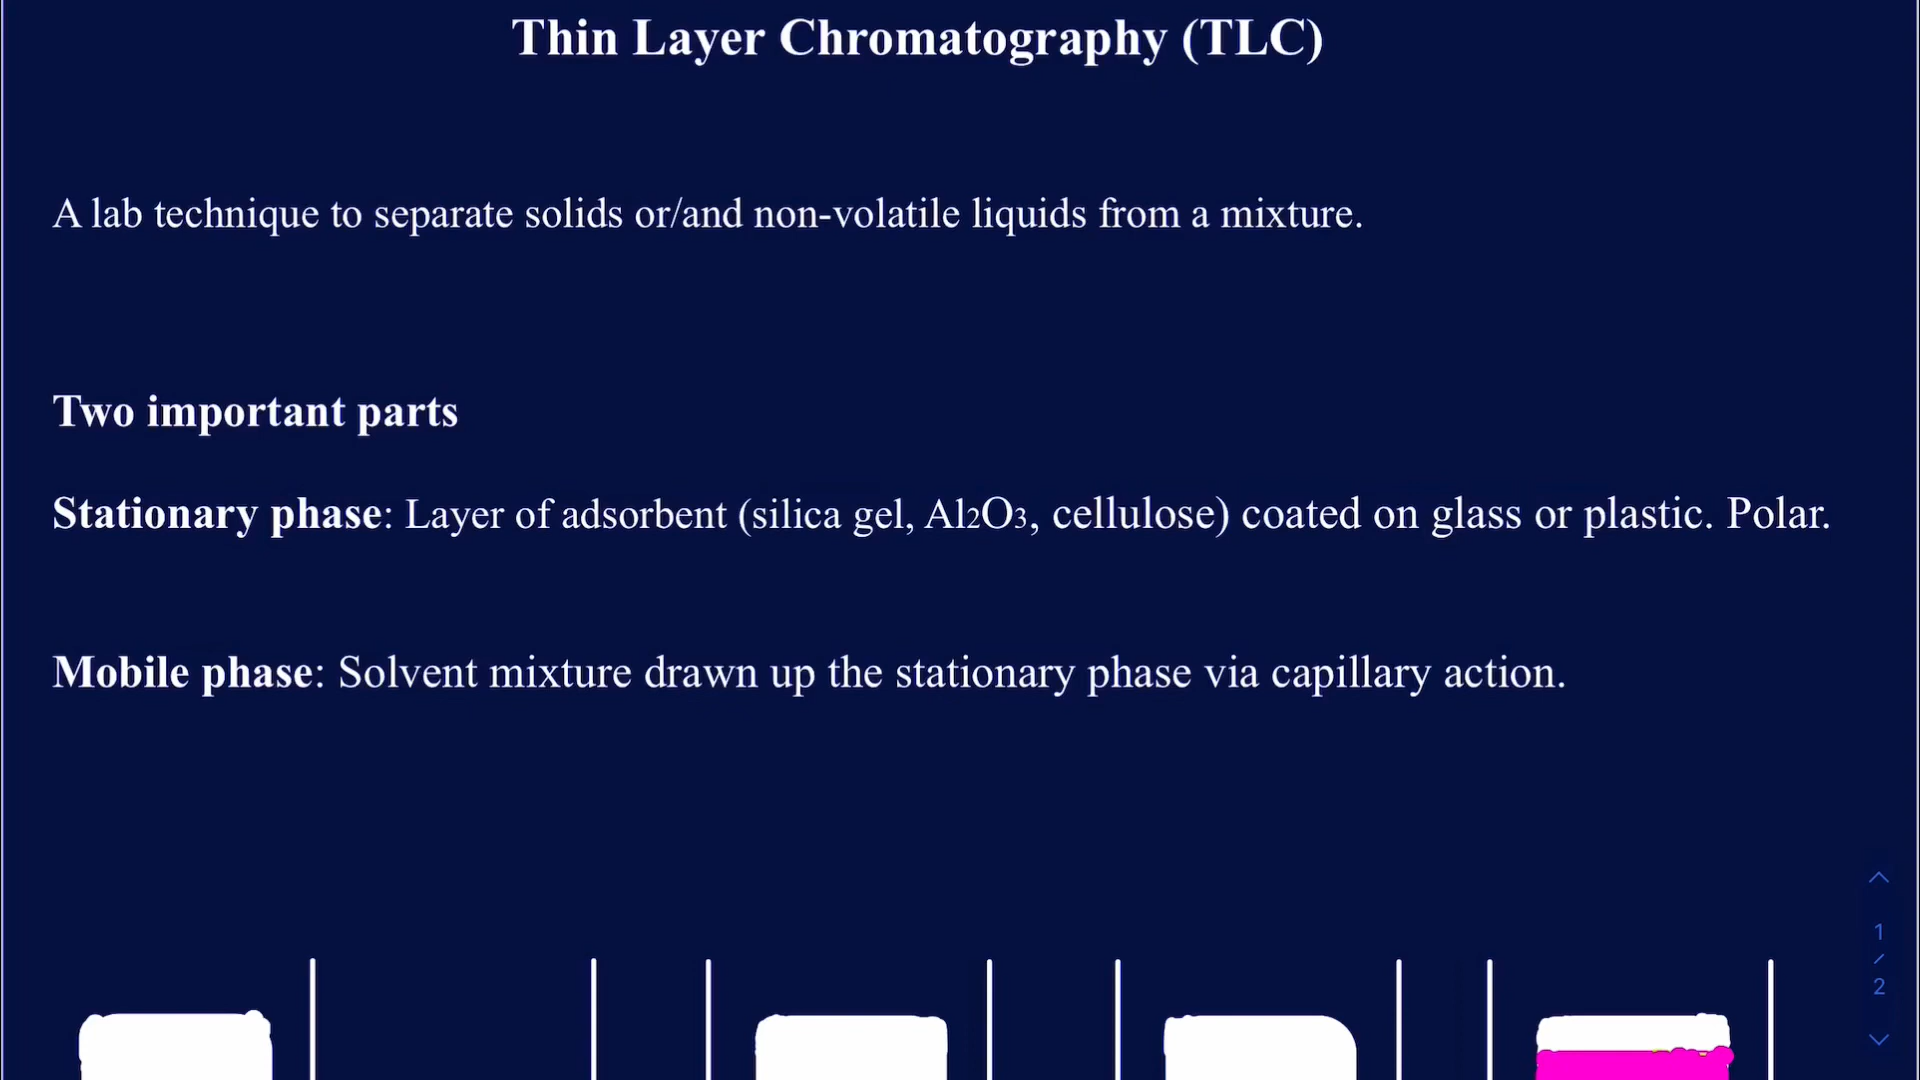 Thin Layer Chromatography (TLC)
A lab technique to separate solids or/and non-volatile liquids from a mixture.
Two important parts
Stationary phase: Layer of adsorbent (silica gel, Al2O3, cellulose) coated on glass or plastic. Polar.
Mobile phase: Solvent mixture drawn up the stationary phase via capillary action.
1
/
2